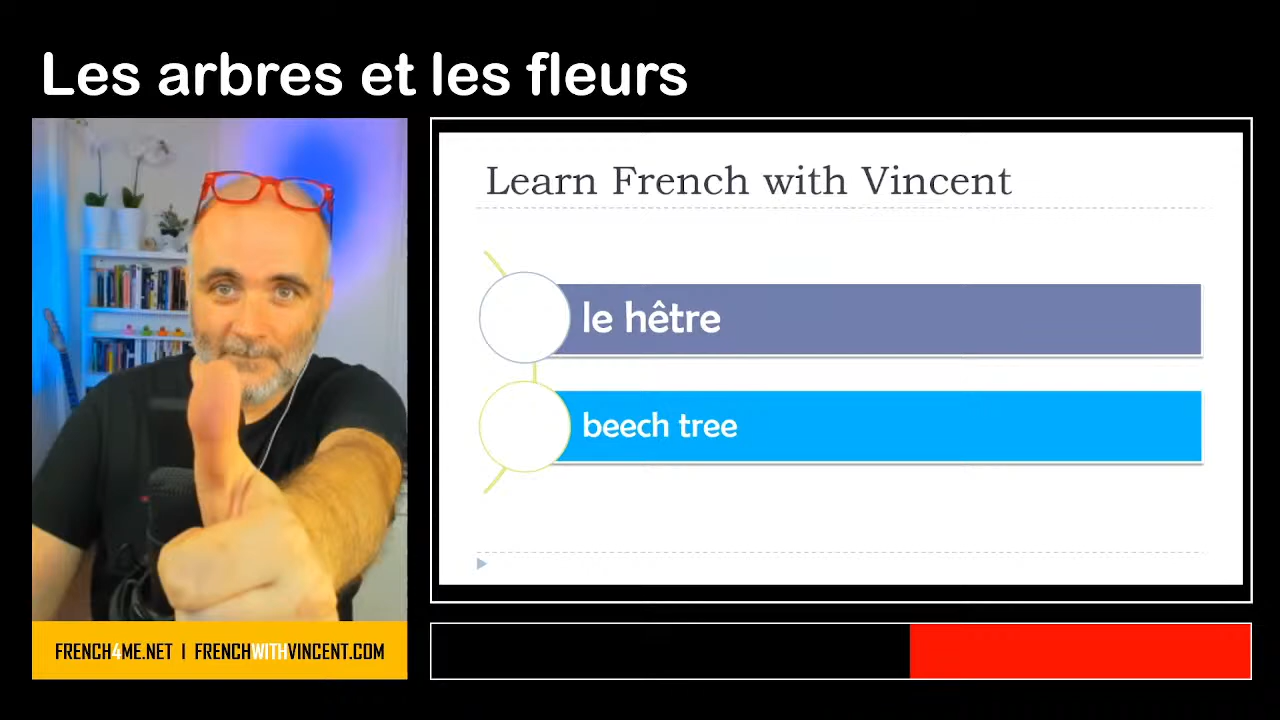 Les arbres et les fleurs
Learn French with Vincent
le hêtre
beech tree
FRENCH4ME.NET | FRENCHWITHVINCENT.COM